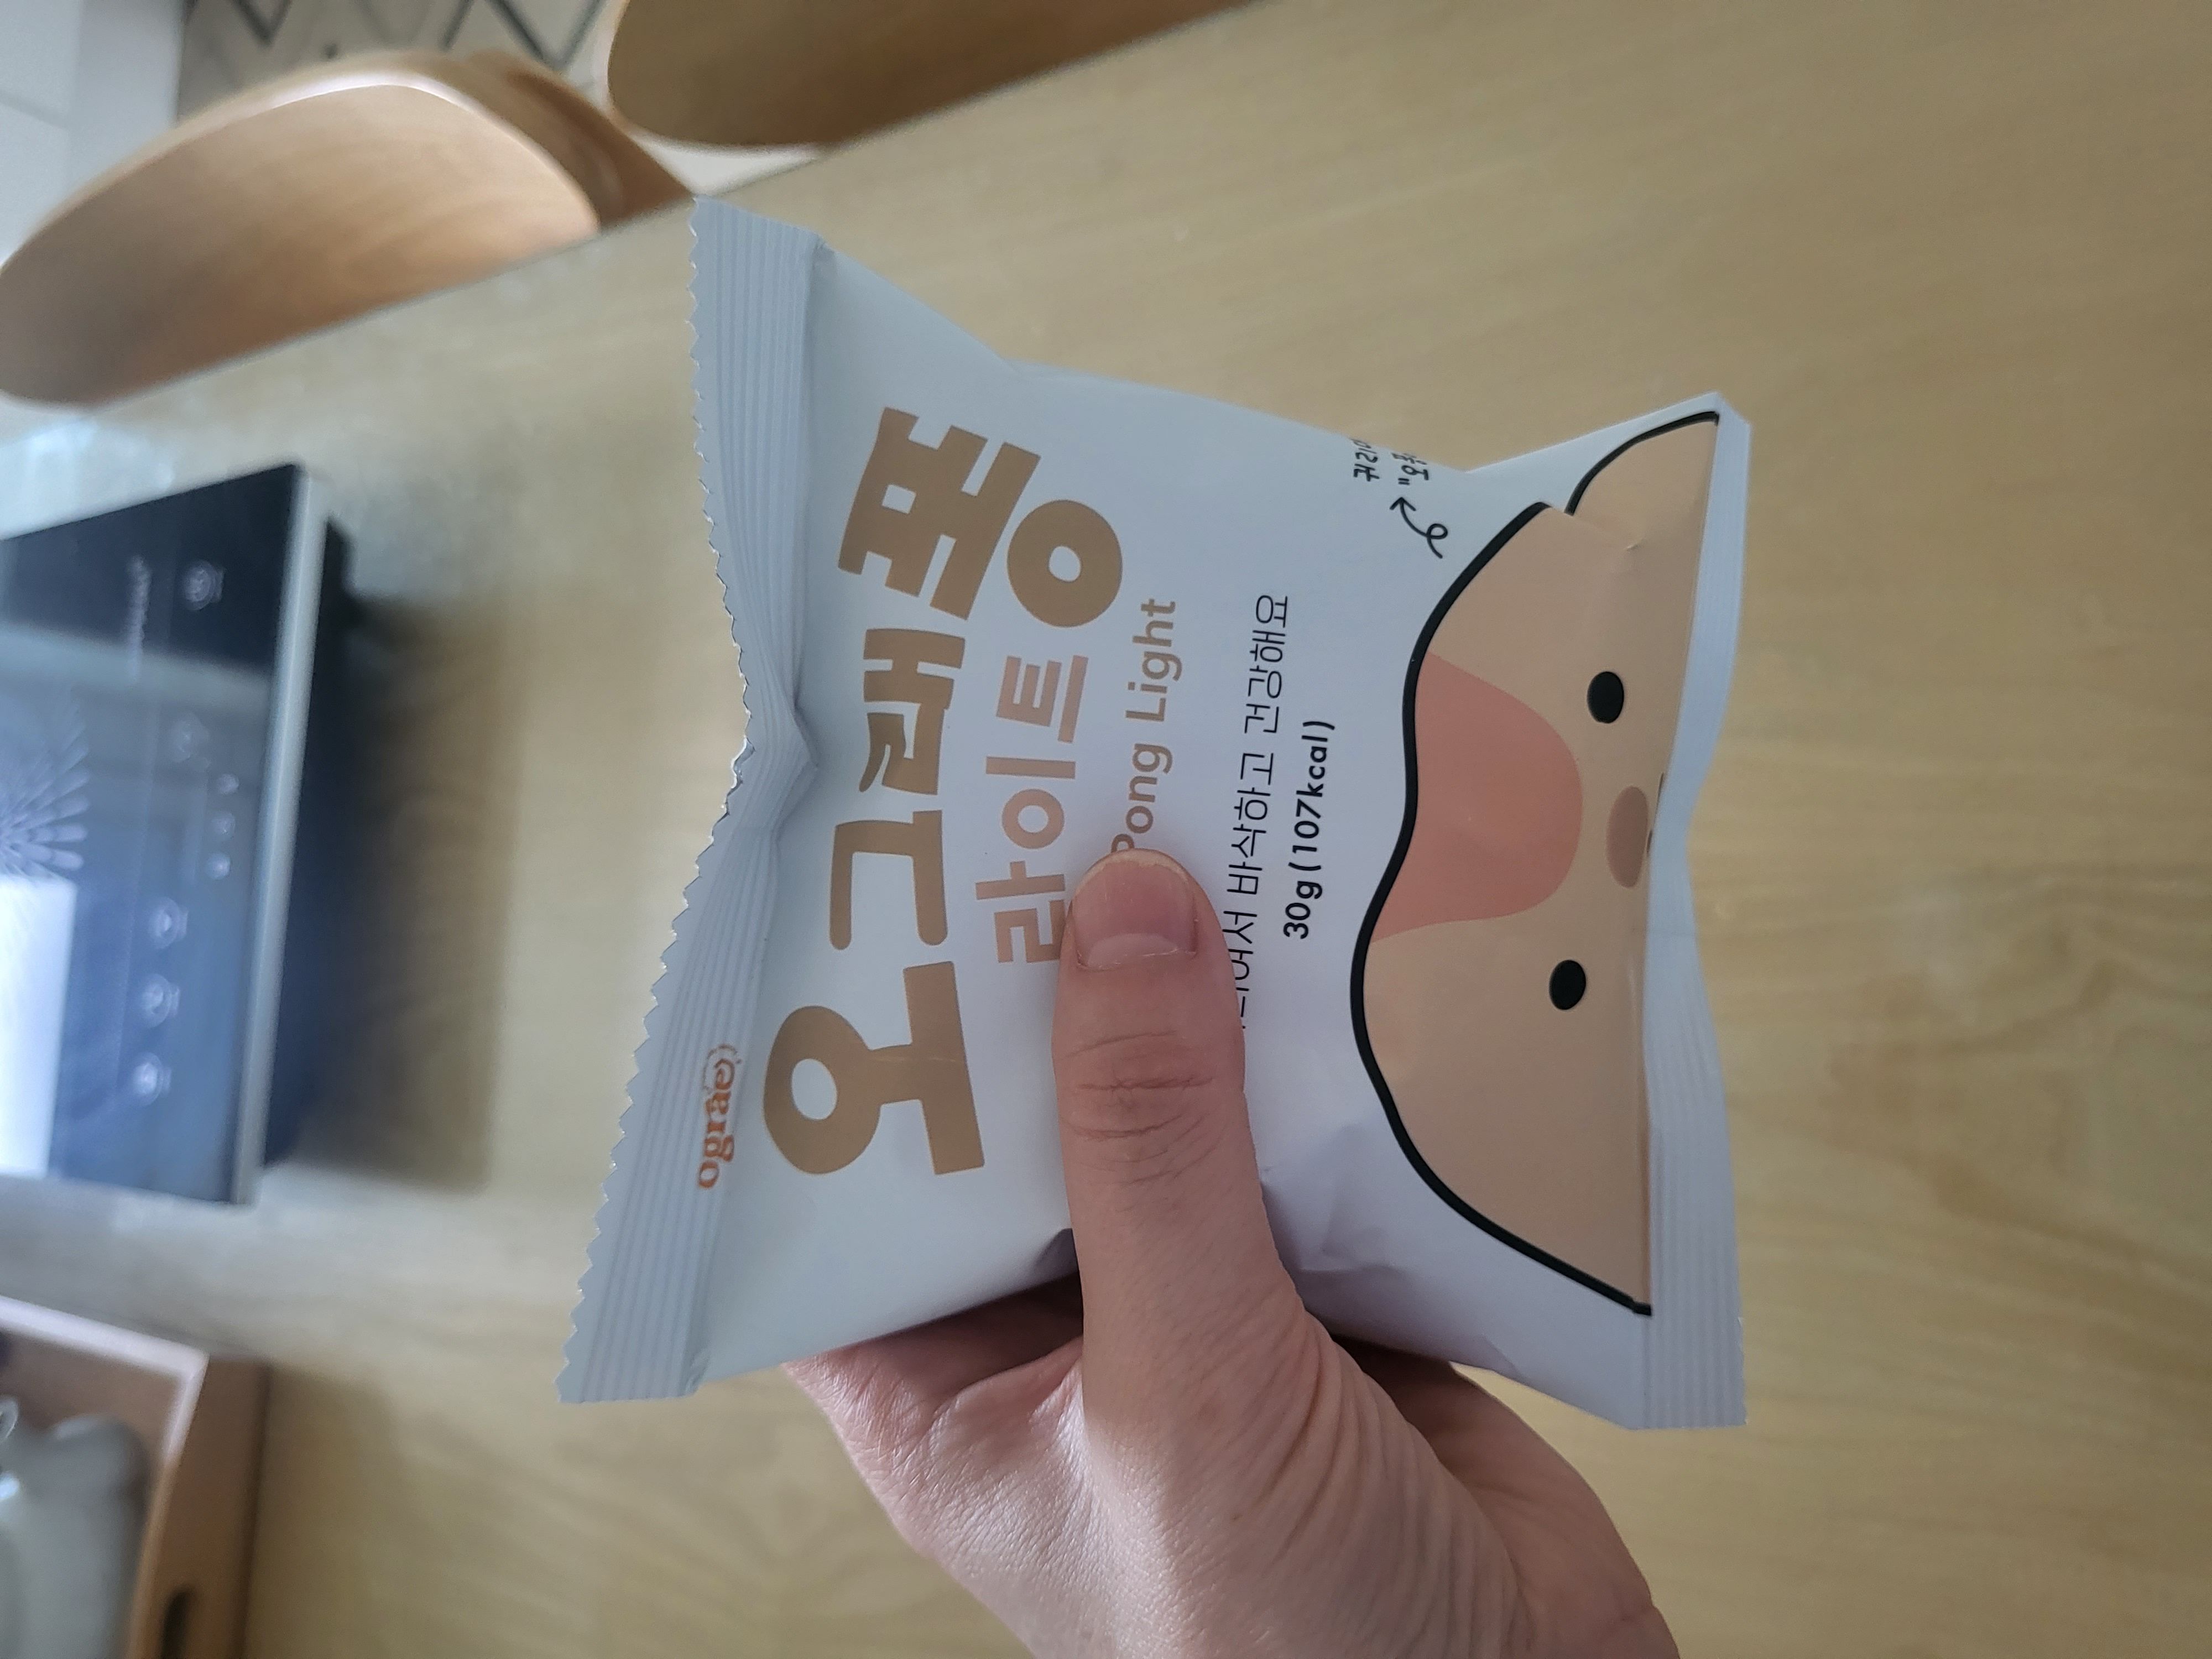 Ograe
오그래퐁
라이트
Pong Light
바삭하고 건강해요
30g (107kcal)